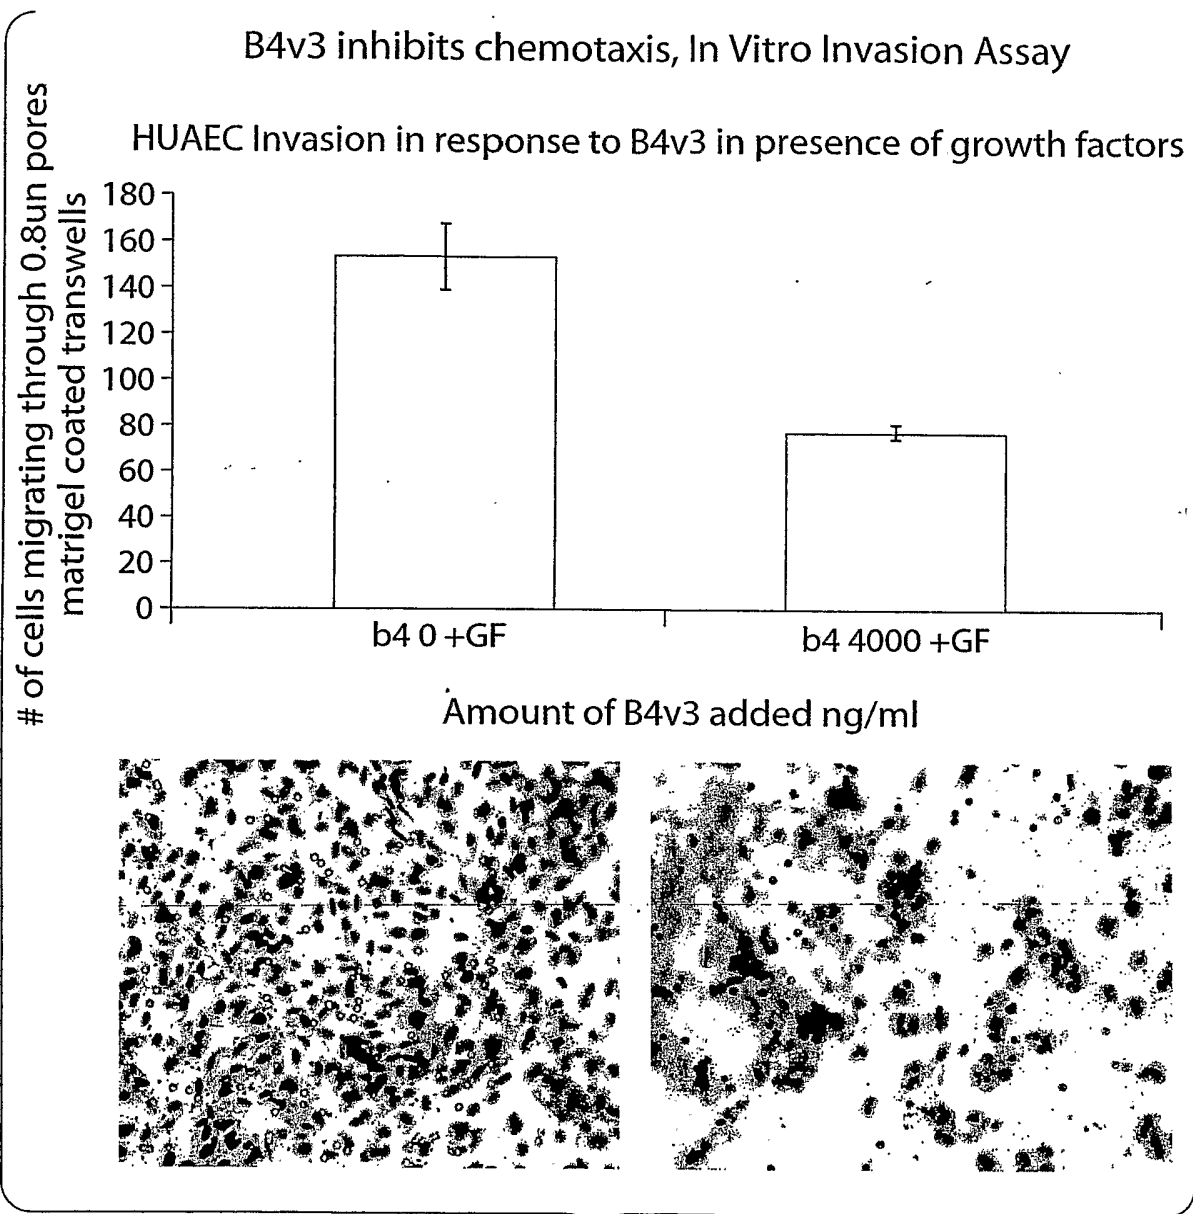 B4v3 inhibits chemotaxis, In Vitro Invasion Assay
HUAEC Invasion in response to B4v3 in presence of growth factors
# of cells migrating through 0.8un pores
matrigel coated transwells
180
160
140
120
100
80
60
40
20
0
b4 0 +GF
b4 4000 +GF
Amount of B4v3 added ng/ml